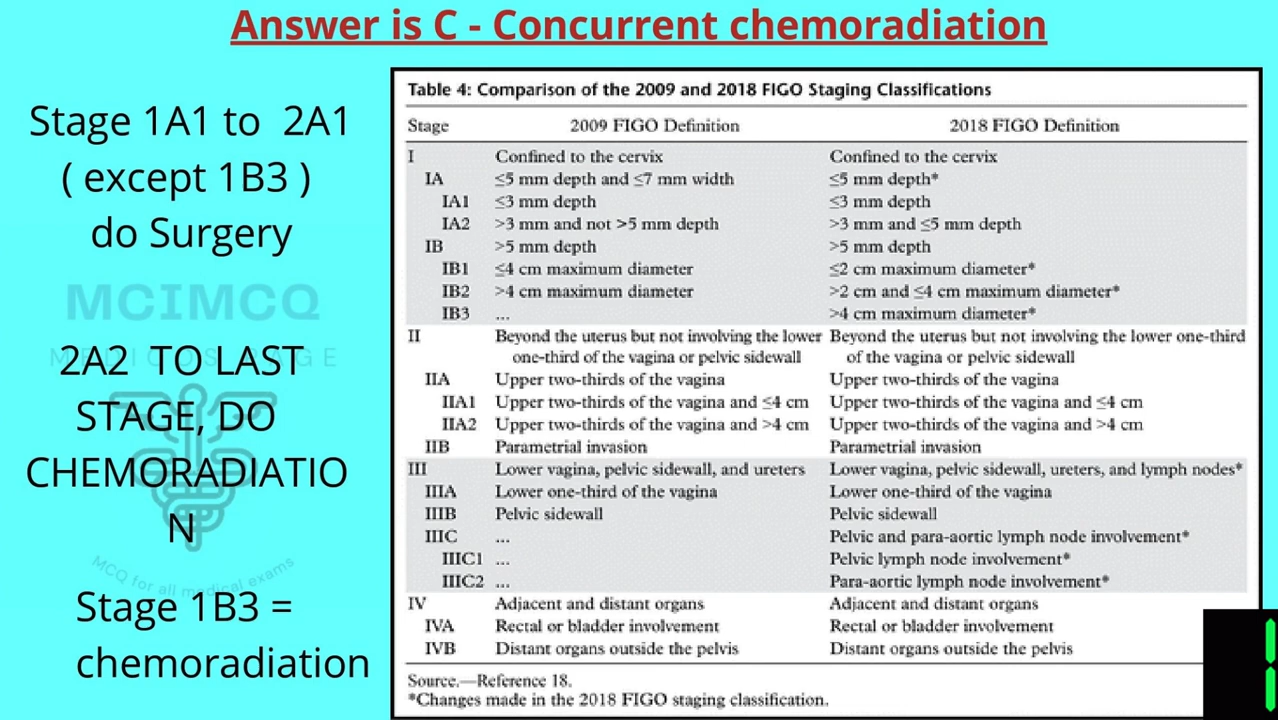 Answer is C - Concurrent chemoradiation
Stage 1A1 to 2A1
( except 1B3 )
do Surgery
MCIMCQ
2A2 TO LAST
STAGE, DO
CHEMORADIATIO
N
MCQ for all medical exams
Stage 1B3 =
chemoradiation
Table 4: Comparison of the 2009 and 2018 FIGO Staging Classifications
Stage 2009 FIGO Definition 2018 FIGO Definition
I Confined to the cervix Confined to the cervix
IA ≤5 mm depth and ≤7 mm width ≤5 mm depth*
IA1 ≤3 mm depth ≤3 mm depth
IA2 >3 mm and not >5 mm depth >3 mm and ≤5 mm depth
IB >5 mm depth >5 mm depth
IB1 ≤4 cm maximum diameter ≤2 cm maximum diameter*
IB2 >4 cm maximum diameter >2 cm and ≤4 cm maximum diameter*
IB3 ... >4 cm maximum diameter*
II Beyond the uterus but not involving the lower Beyond the uterus but not involving the lower one-third
one-third of the vagina or pelvic sidewall of the vagina or pelvic sidewall
IIA Upper two-thirds of the vagina Upper two-thirds of the vagina
IIA1 Upper two-thirds of the vagina and ≤4 cm Upper two-thirds of the vagina and ≤4 cm
IIA2 Upper two-thirds of the vagina and >4 cm Upper two-thirds of the vagina and >4 cm
IIB Parametrial invasion Parametrial invasion
III Lower vagina, pelvic sidewall, and ureters Lower vagina, pelvic sidewall, ureters, and lymph nodes*
IIIA Lower one-third of the vagina Lower one-third of the vagina
IIIB Pelvic sidewall Pelvic sidewall
IIIC ... Pelvic and para-aortic lymph node involvement*
IIIC1 ... Pelvic lymph node involvement*
IIIC2 ... Para-aortic lymph node involvement*
IV Adjacent and distant organs Adjacent and distant organs
IVA Rectal or bladder involvement Rectal or bladder involvement
IVB Distant organs outside the pelvis Distant organs outside the pelvis
Source.—Reference 18.
*Changes made in the 2018 FIGO staging classification.